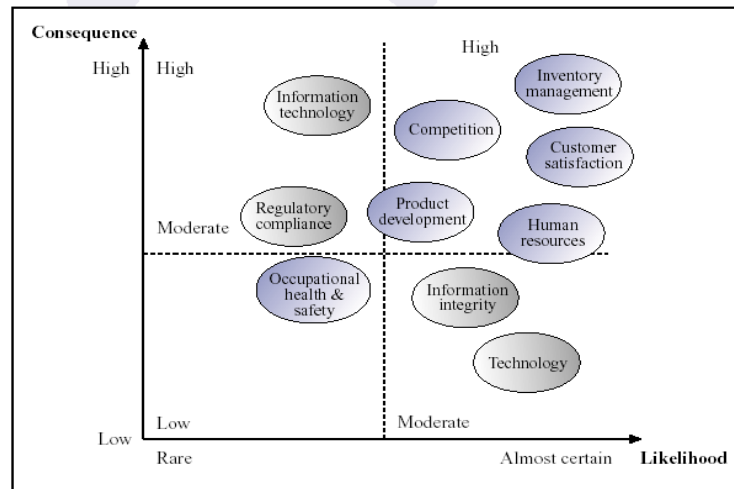 Consequence
High
High
High
Inventory
management
Information
technology
Competition
Customer
satisfaction
Regulatory
compliance
Product
development
Human
resources
Moderate
Occupational
health &
safety
Information
integrity
Technology
Low
Moderate
Low
Rare
Almost certain
Likelihood